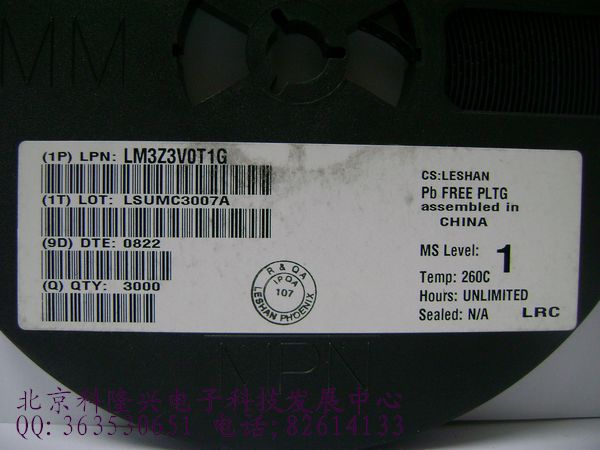 MM
(1P) LPN: LM3Z3V0T1G
(1T) LOT: LSUMC3007A
(9D) DTE: 0822
(Q) QTY: 3000
R & QA
IPQA
107
LESHAN PHOENIX
CS:LESHAN
Pb FREE PLTG
assembled in
CHINA
MS Level: 1
Temp: 260C
Hours: UNLIMITED
Sealed: N/A LRC
MPN
北京科隆兴电子科技发展中心
QQ:363530651 电话;82614133